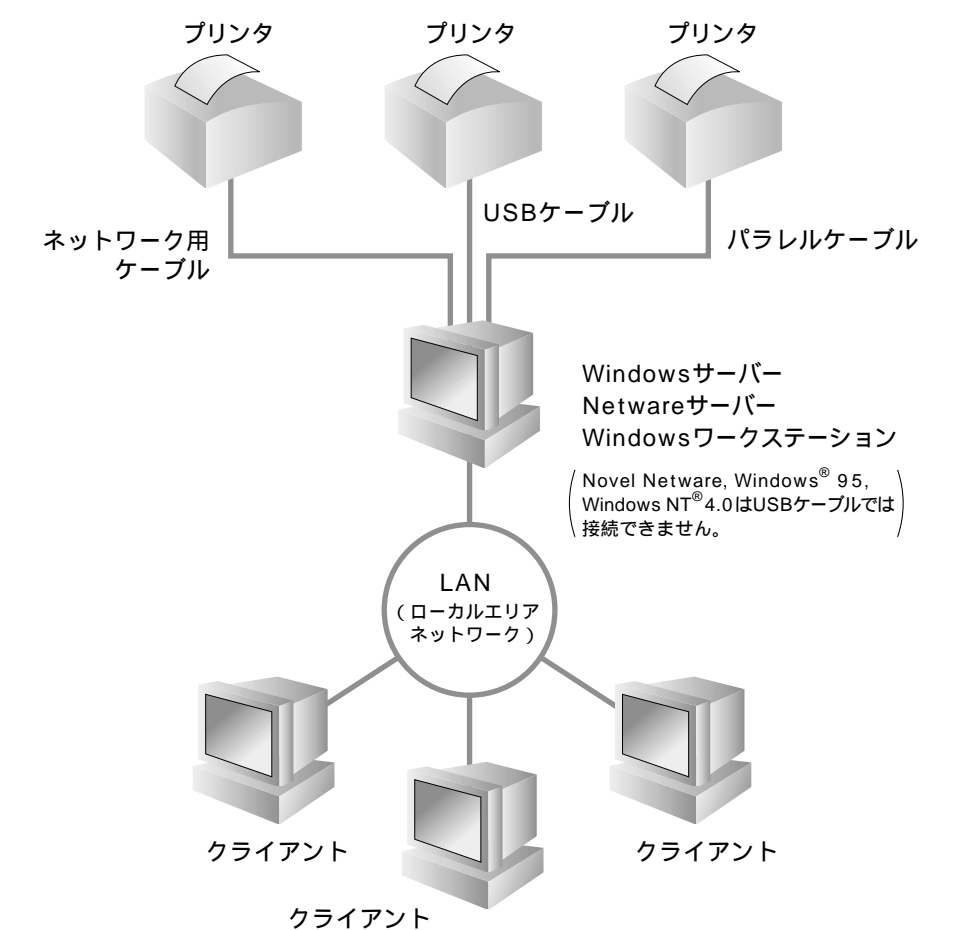 プリンタ
プリンタ
プリンタ
USBケーブル
ネットワーク用
ケーブル
パラレルケーブル
Windowsサーバー
Netwareサーバー
Windowsワークステーション
(Novel Netware, Windows® 95,
Windows NT®4.0はUSBケーブルでは
接続できません。)
LAN
(ローカルエリア
ネットワーク)
クライアント
クライアント
クライアント